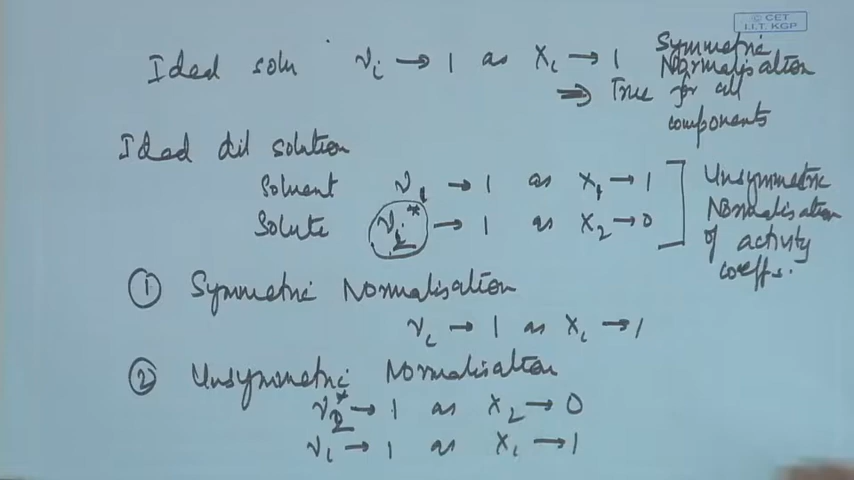 © CET
I.I.T. KGP
Ideal soln γi → 1 as xi → 1 Symmetric
Normalisation
⇒ True for all
components
Ideal dil solution
Solvent γ1 → 1 as x1 → 1
Solute γ2* → 1 as x2 → 0
Unsymmetric
Normalisation
of activity
coeffs.
① Symmetric Normalisation
γi → 1 as xi → 1
② Unsymmetric Normalisation
γ2* → 1 as x2 → 0
γi → 1 as xi → 1